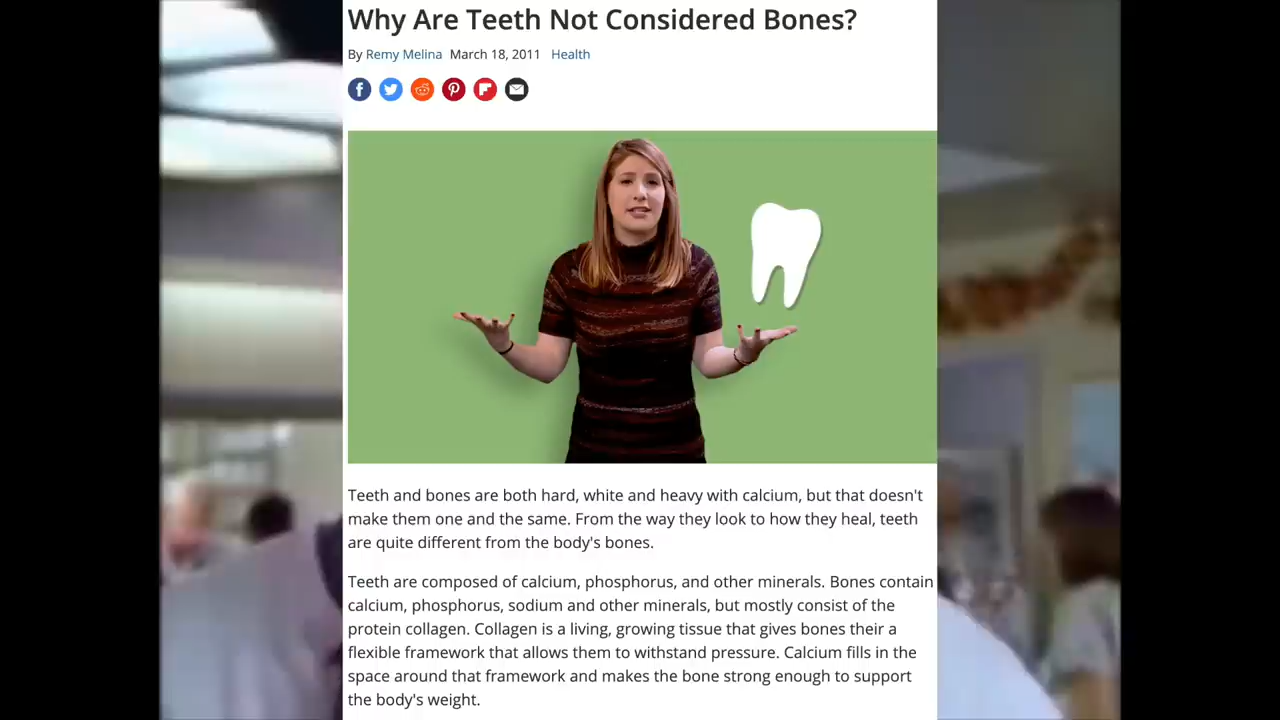 Why Are Teeth Not Considered Bones?
By Remy Melina March 18, 2011 Health
Teeth and bones are both hard, white and heavy with calcium, but that doesn't
make them one and the same. From the way they look to how they heal, teeth
are quite different from the body's bones.
Teeth are composed of calcium, phosphorus, and other minerals. Bones contain
calcium, phosphorus, sodium and other minerals, but mostly consist of the
protein collagen. Collagen is a living, growing tissue that gives bones their a
flexible framework that allows them to withstand pressure. Calcium fills in the
space around that framework and makes the bone strong enough to support
the body's weight.